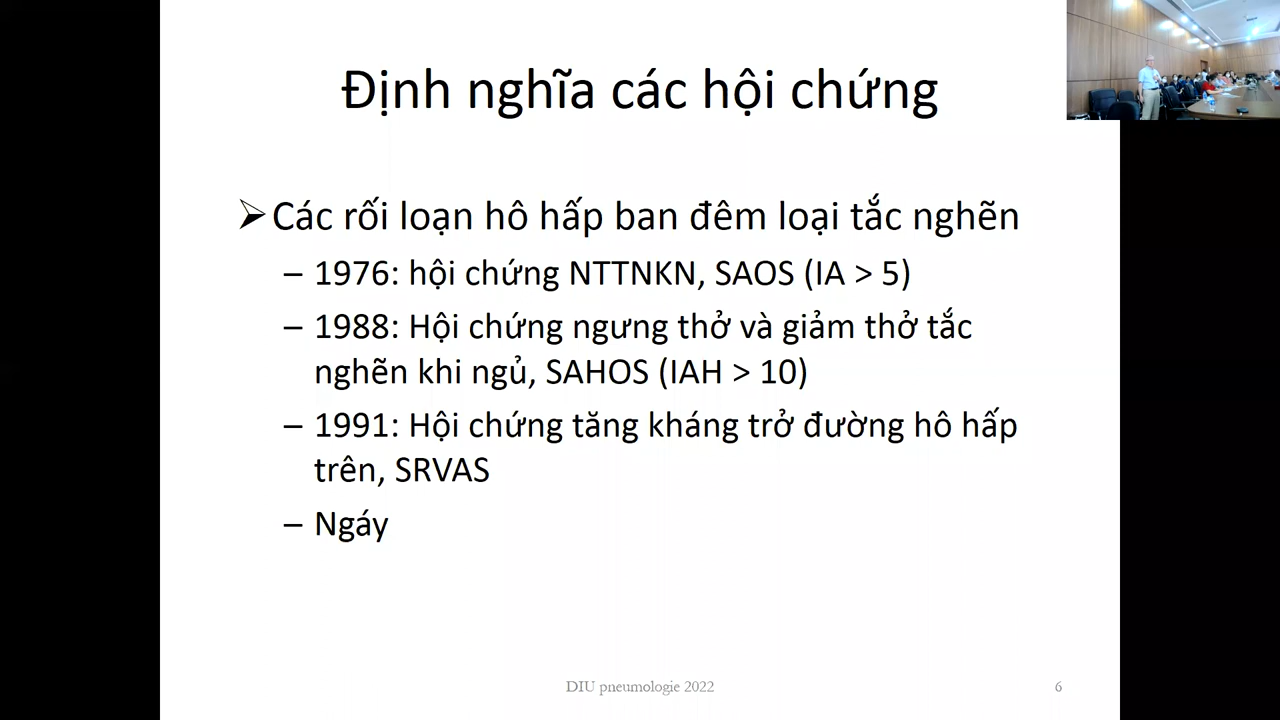 Định nghĩa các hội chứng
➢Các rối loạn hô hấp ban đêm loại tắc nghẽn
– 1976: hội chứng NTTNKN, SAOS (IA > 5)
– 1988: Hội chứng ngưng thở và giảm thở tắc
nghẽn khi ngủ, SAHOS (IAH > 10)
– 1991: Hội chứng tăng kháng trở đường hô hấp
trên, SRVAS
– Ngáy
DIU pneumologie 2022
6